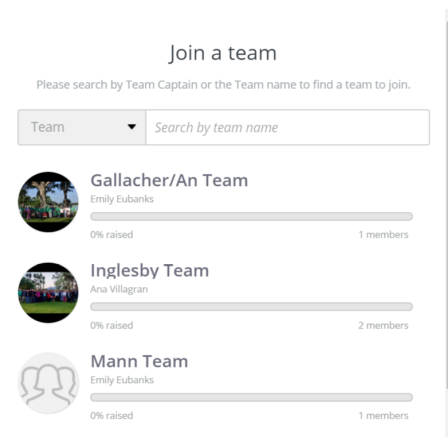 Join a team
Please search by Team Captain or the Team name to find a team to join.
Team
Search by team name
Gallacher/An Team
Emily Eubanks
0% raised
1 members
Inglesby Team
Ana Villagran
0% raised
2 members
Mann Team
Emily Eubanks
0% raised
1 members